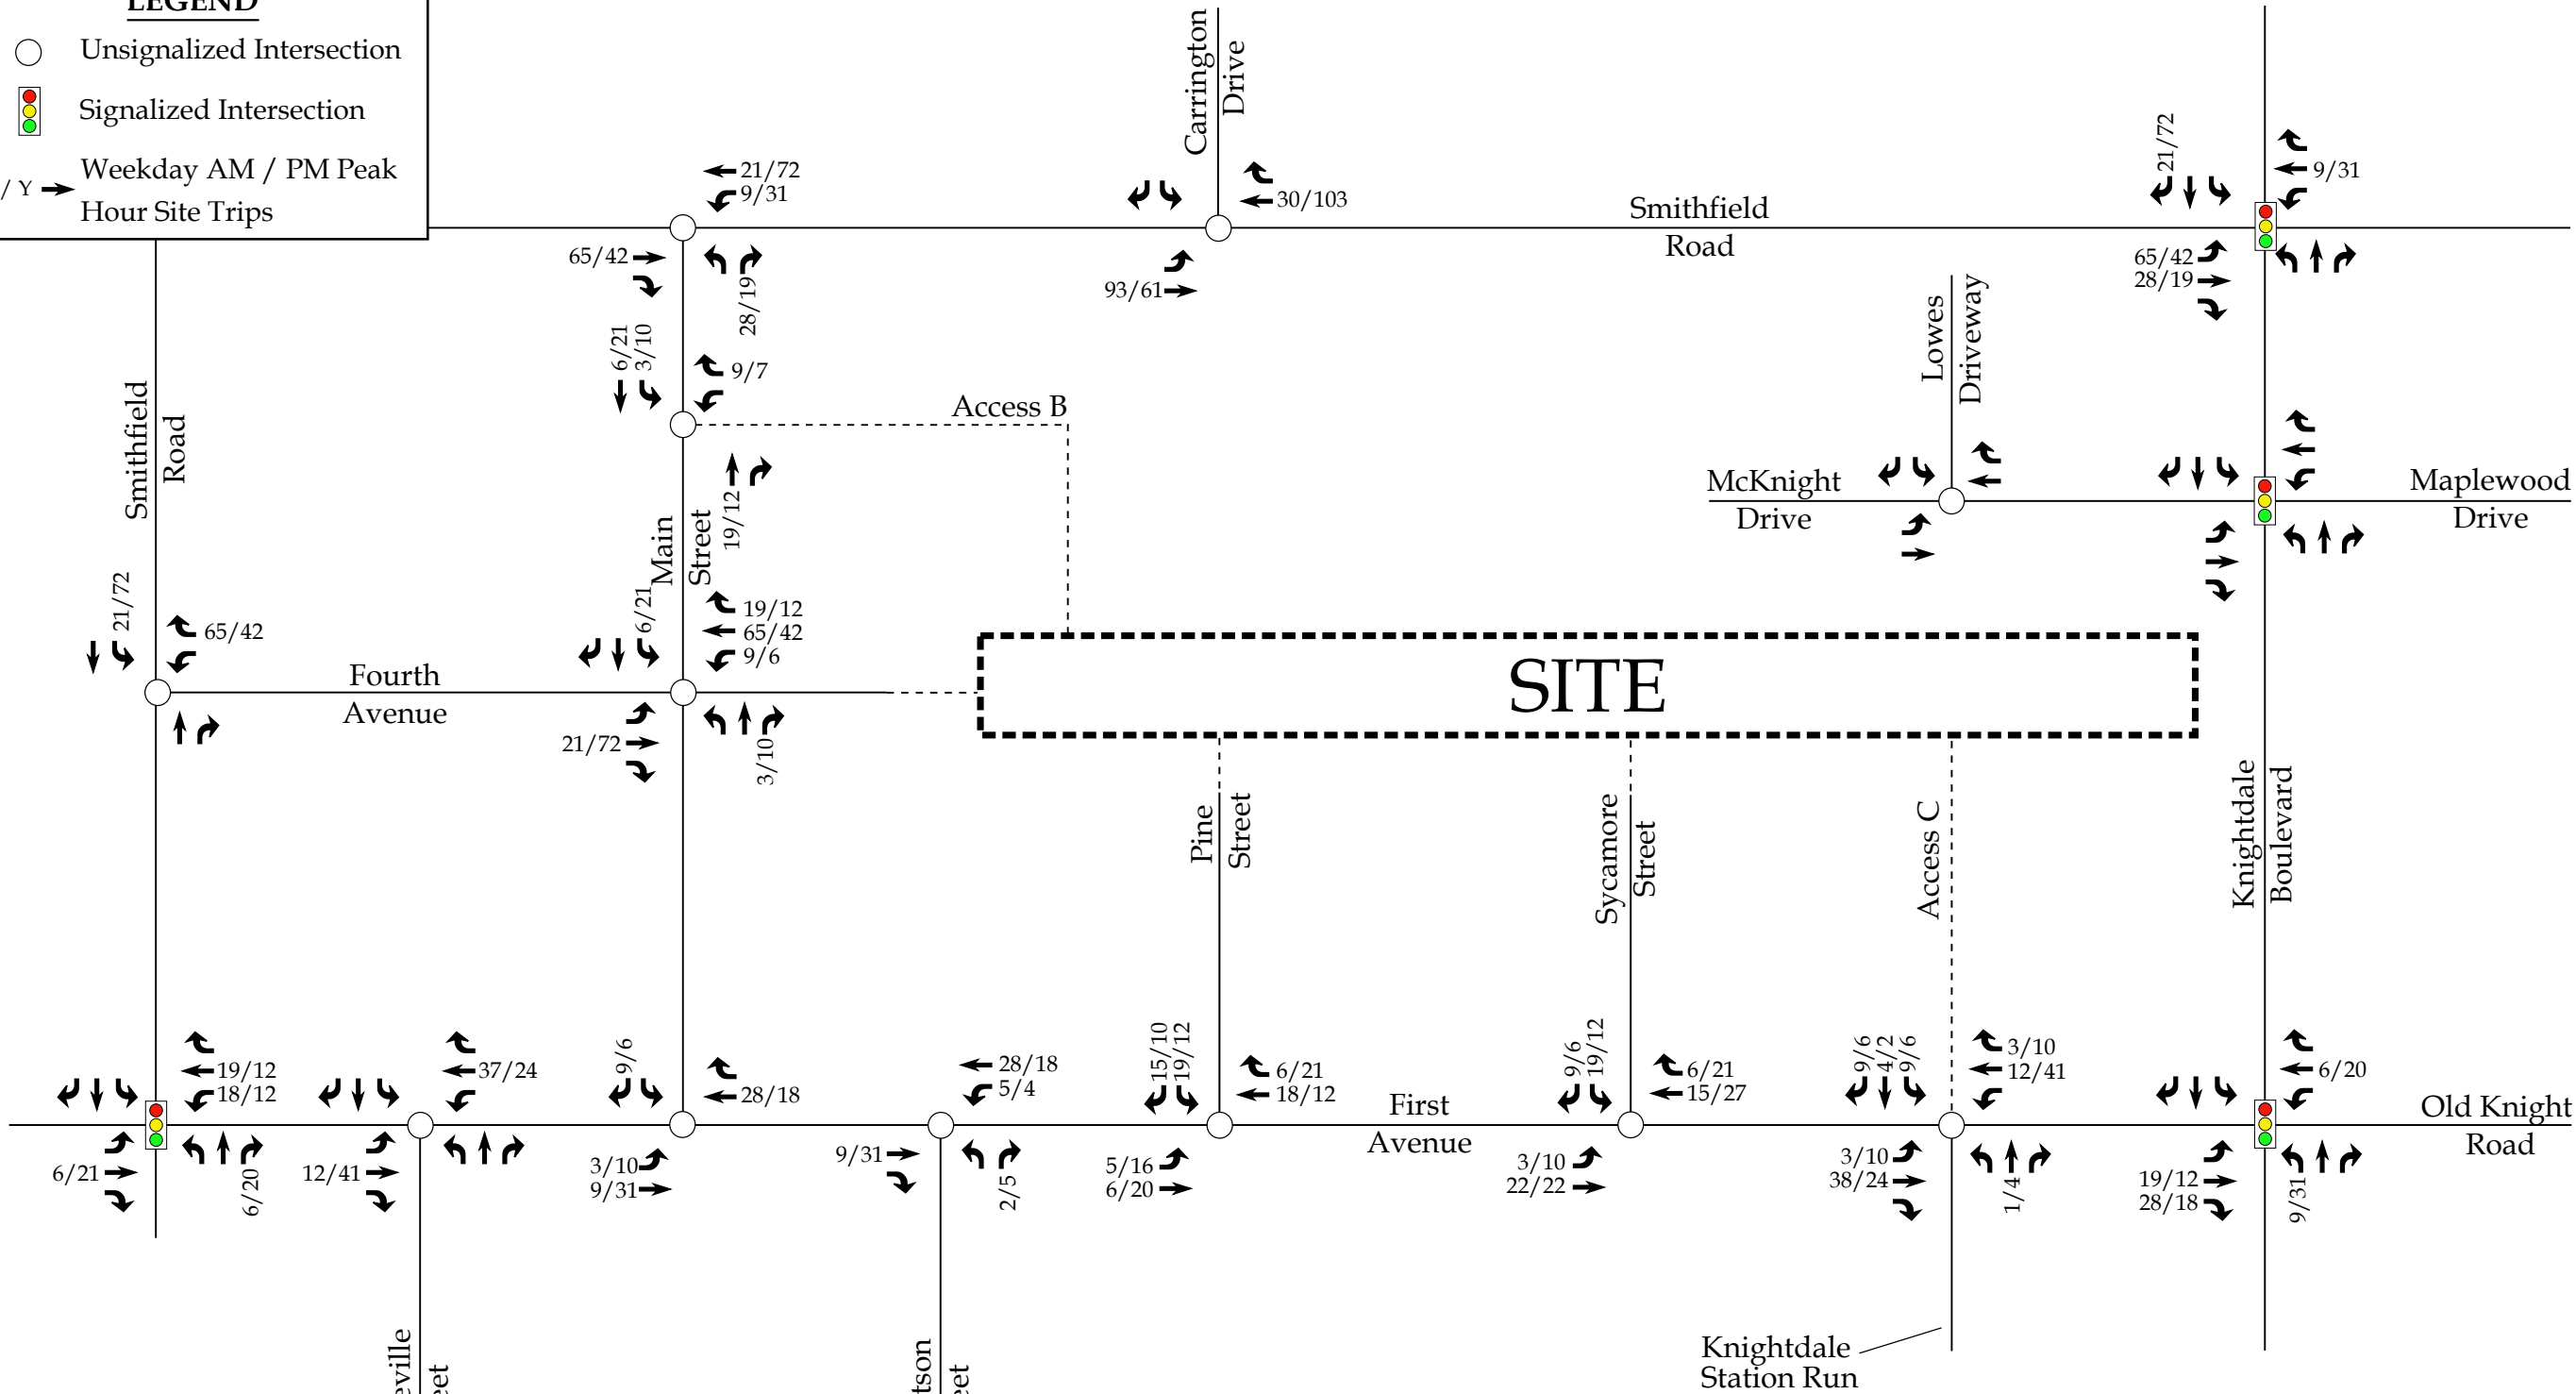 LEGEND
Unsignalized Intersection
Signalized Intersection
/ Y
Weekday AM / PM Peak
Hour Site Trips
Carrington
Drive
21/72
9/31
65/42
28/19
30/103
93/61
Smithfield
Road
21/72
9/31
65/42
28/19
6/21
3/10
9/7
Access B
19/12
Main
Street
Lowes
Driveway
McKnight
Drive
Maplewood
Drive
Smithfield
Road
21/72
65/42
Fourth
Avenue
6/21
19/12
65/42
9/6
21/72
3/10
SITE
Pine
Street
Sycamore
Street
Access C
Knightdale
Boulevard
19/12
18/12
6/21
6/20
37/24
12/41
9/6
28/18
3/10
9/31
28/18
5/4
9/31
2/5
15/10
19/12
6/21
18/12
5/16
6/20
First
Avenue
9/6
19/12
6/21
15/27
3/10
22/22
9/6
4/2
9/6
3/10
12/41
3/10
38/24
1/4
6/20
19/12
28/18
9/31
Old Knight
Road
eville
eet
tson
eet
Knightdale
Station Run